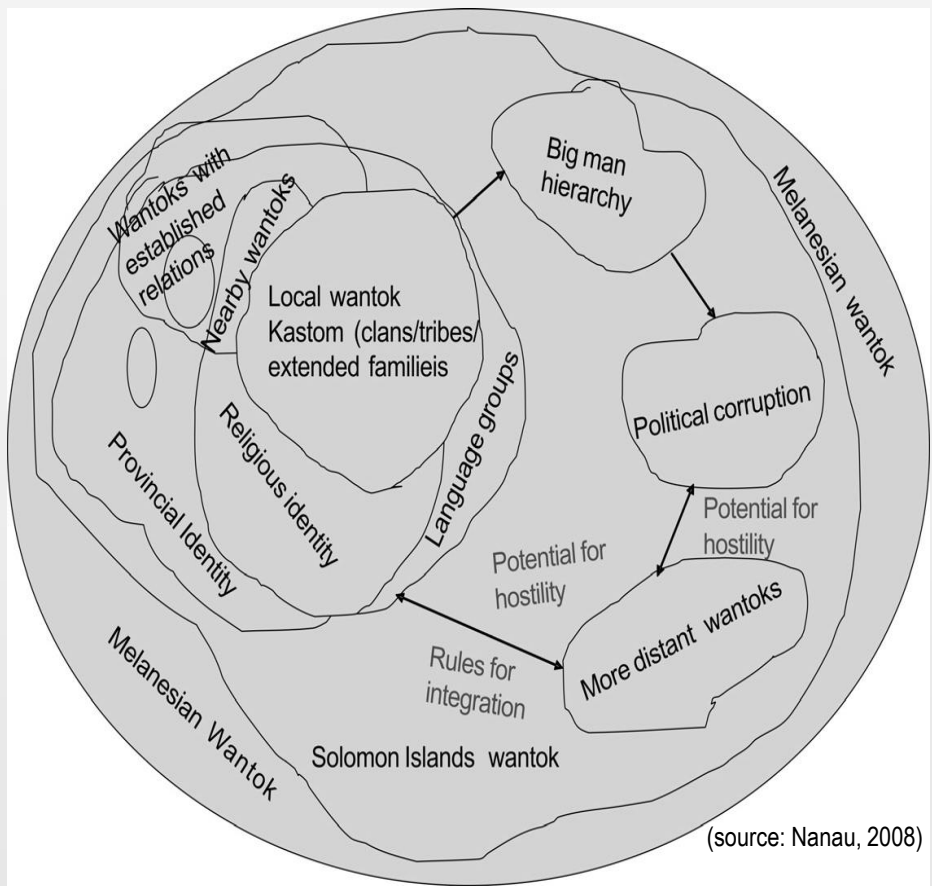 Wantoks with
established
relations
Nearby wantoks
Local wantok
Kastom (clans/tribes/
extended familieis
Religious identity
Language groups
Provincial Identity
Big man
hierarchy
Melanesian wantok
Political corruption
Potential for
hostility
Potential for
hostility
More distant wantoks
Rules for
integration
Melanesian Wantok
Solomon Islands wantok
(source: Nanau, 2008)